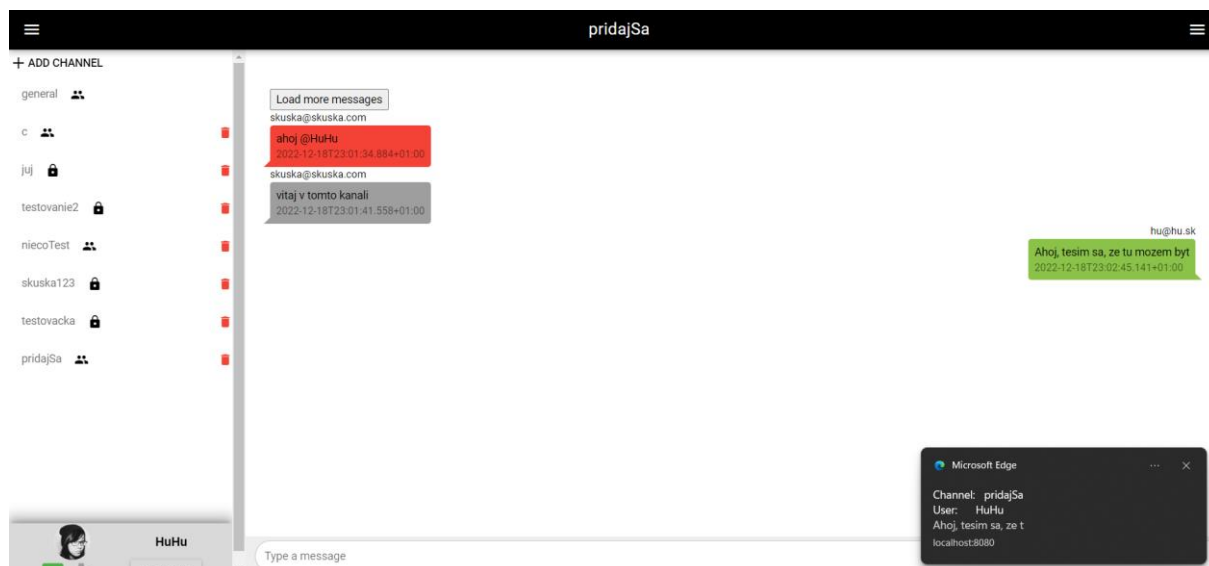 pridajSa
+ ADD CHANNEL
general
c
juj
testovanie2
niecoTest
skuska123
testovacka
pridajSa
HuHu
Load more messages
skuska@skuska.com
ahoj @HuHu
2022-12-18T23:01:34.884+01:00
skuska@skuska.com
vitaj v tomto kanali
2022-12-18T23:01:41.558+01:00
hu@hu.sk
Ahoj, tesim sa, ze tu mozem byt
2022-12-18T23:02:45.141+01:00
Type a message
Microsoft Edge
Channel: pridajSa
User: HuHu
Ahoj, tesim sa, ze t
localhost:8080